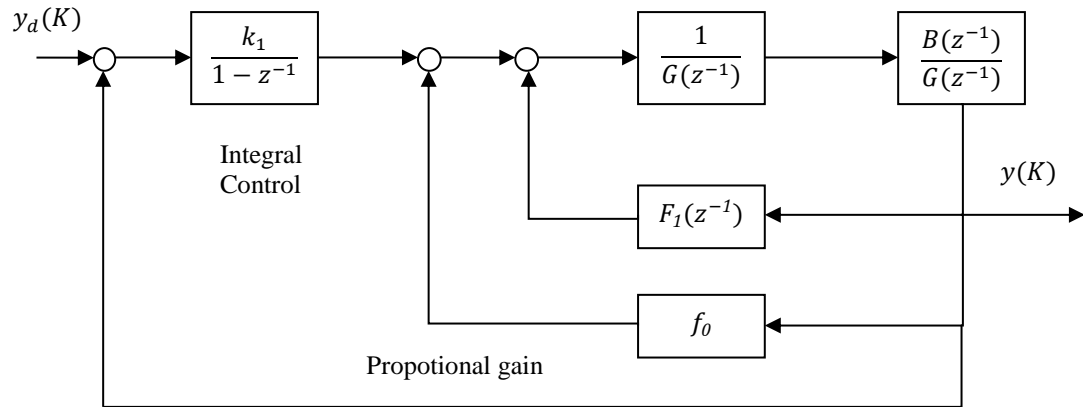 y_d(K)
k_1
1 − z^{-1}
1
G(z^{-1})
B(z^{-1})
G(z^{-1})
Integral
Control
y(K)
F_1(z^{-1})
f_0
Propotional gain